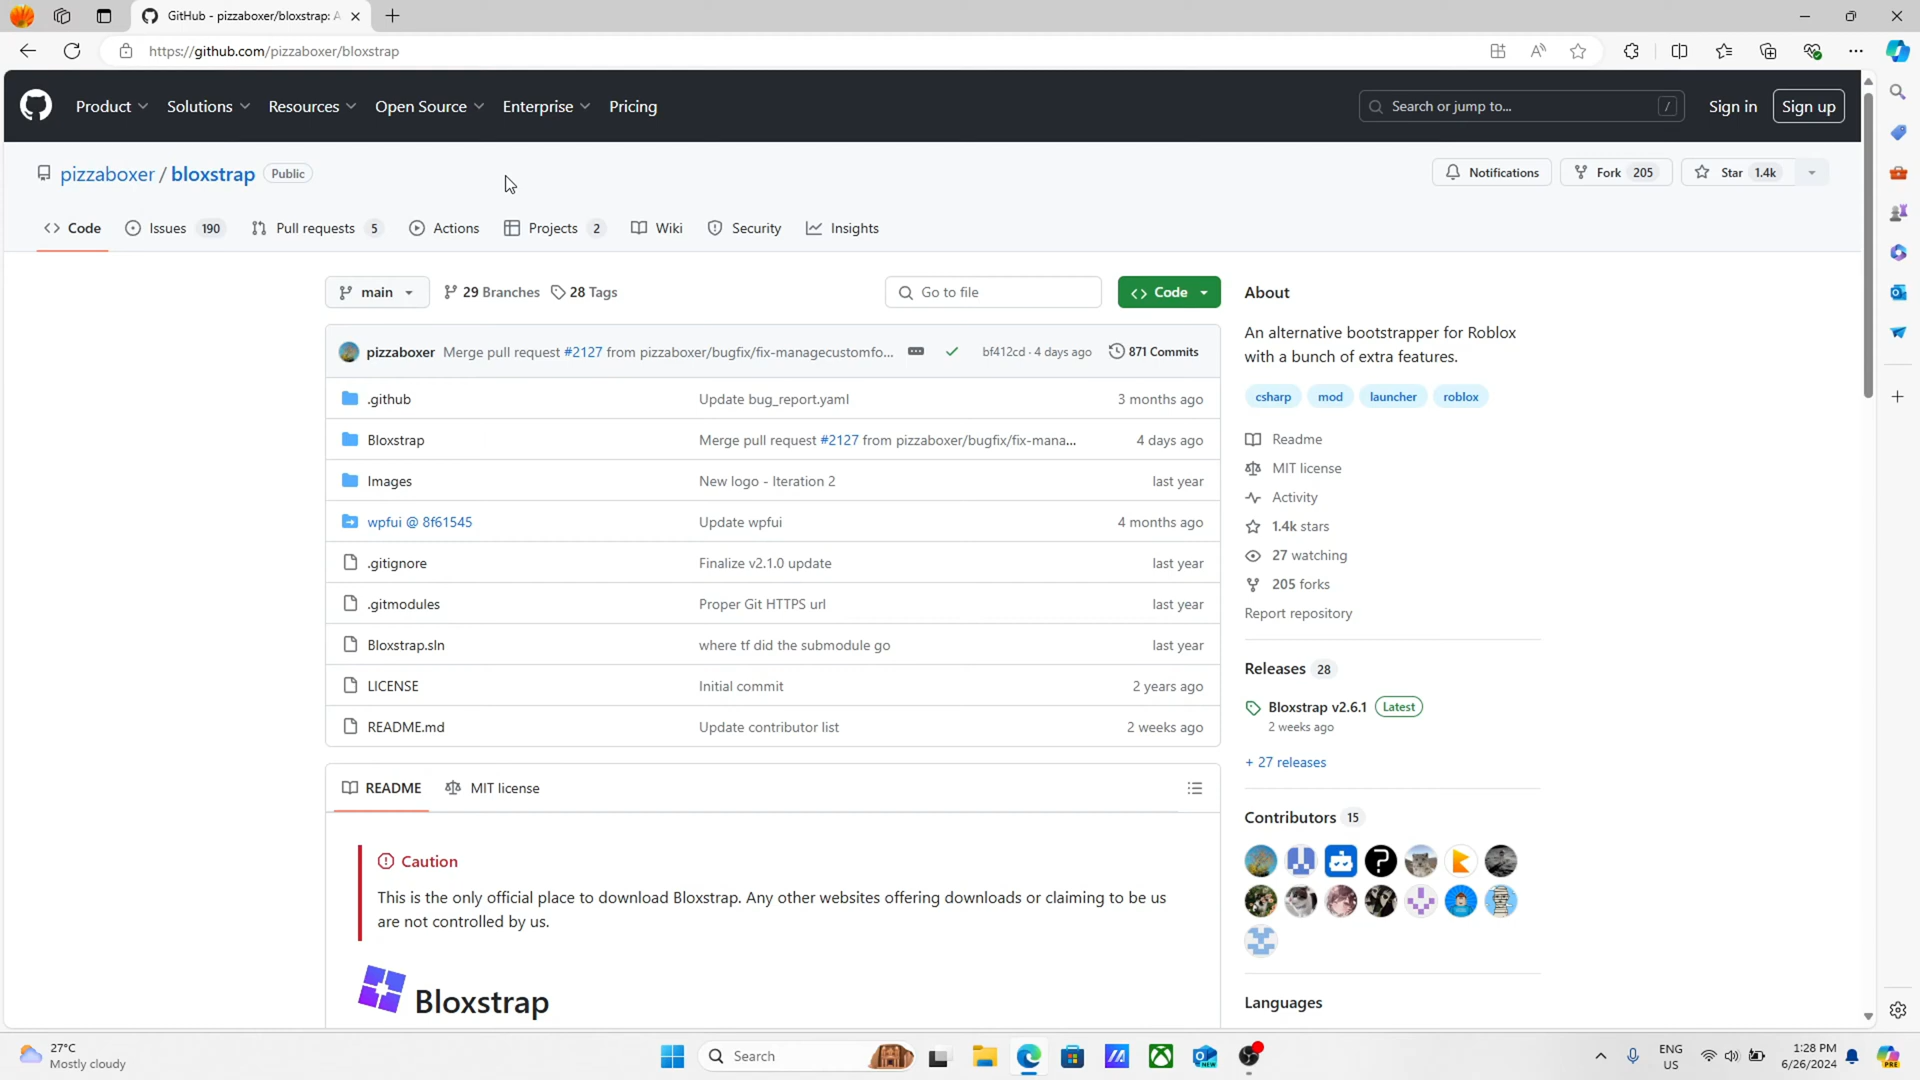 GitHub - pizzaboxer/bloxstrap: A
https://github.com/pizzaboxer/bloxstrap
Product Solutions Resources Open Source Enterprise Pricing Search or jump to... / Sign in Sign up
pizzaboxer / bloxstrap Public Notifications Fork 205 Star 1.4k
Code Issues 190 Pull requests 5 Actions Projects 2 Wiki Security Insights
main 29 Branches 28 Tags Go to file Code
pizzaboxer Merge pull request #2127 from pizzaboxer/bugfix/fix-managecustomfo... bf412cd · 4 days ago 871 Commits
.github Update bug_report.yaml 3 months ago
Bloxstrap Merge pull request #2127 from pizzaboxer/bugfix/fix-mana... 4 days ago
Images New logo - Iteration 2 last year
wpfui @ 8f61545 Update wpfui 4 months ago
.gitignore Finalize v2.1.0 update last year
.gitmodules Proper Git HTTPS url last year
Bloxstrap.sln where tf did the submodule go last year
LICENSE Initial commit 2 years ago
README.md Update contributor list 2 weeks ago
README MIT license
Caution
This is the only official place to download Bloxstrap. Any other websites offering downloads or claiming to be us
are not controlled by us.
Bloxstrap
About
An alternative bootstrapper for Roblox
with a bunch of extra features.
csharp mod launcher roblox
Readme
MIT license
Activity
1.4k stars
27 watching
205 forks
Report repository
Releases 28
Bloxstrap v2.6.1 Latest
2 weeks ago
+ 27 releases
Contributors 15
Languages
27°C
Mostly cloudy
Search
NEW
ENG
US
1:28 PM
6/26/2024
PRE